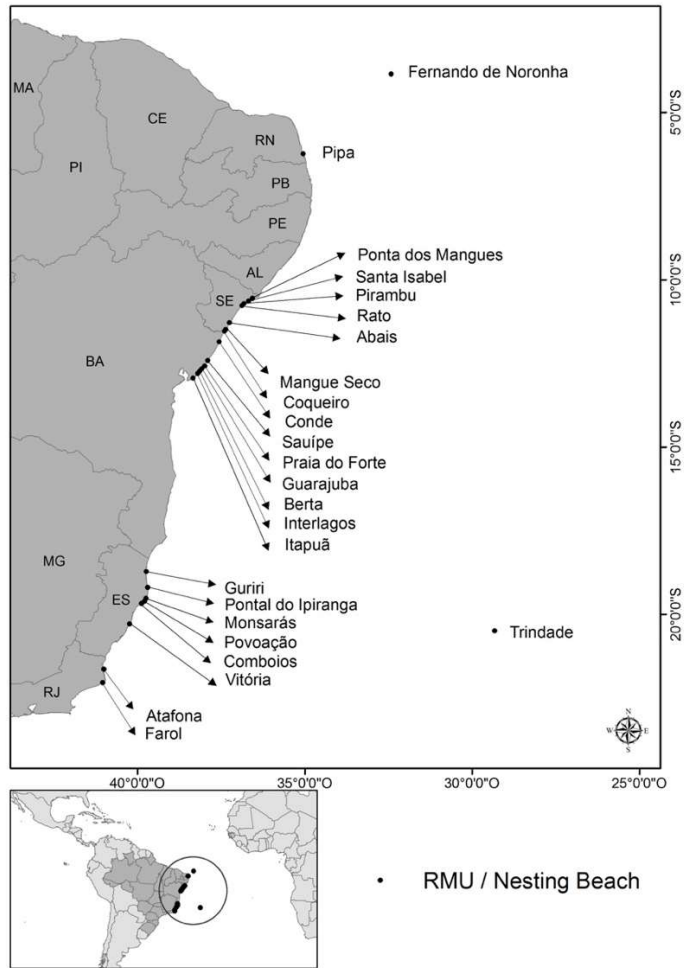 Fernando de Noronha
MA
CE
RN
Pipa
PI
PB
PE
AL
SE
BA
Ponta dos Mangues
Santa Isabel
Pirambu
Rato
Abais
Mangue Seco
Coqueiro
Conde
Sauípe
Praia do Forte
Guarajuba
Berta
Interlagos
Itapuã
MG
ES
Guriri
Pontal do Ipiranga
Monsarás
Povoação
Comboios
Vitória
Trindade
RJ
Atafona
Farol
N
W E
S
5°0'0"S
10°0'0"S
15°0'0"S
20°0'0"S
40°0'0"O
35°0'0"O
30°0'0"O
25°0'0"O
RMU / Nesting Beach